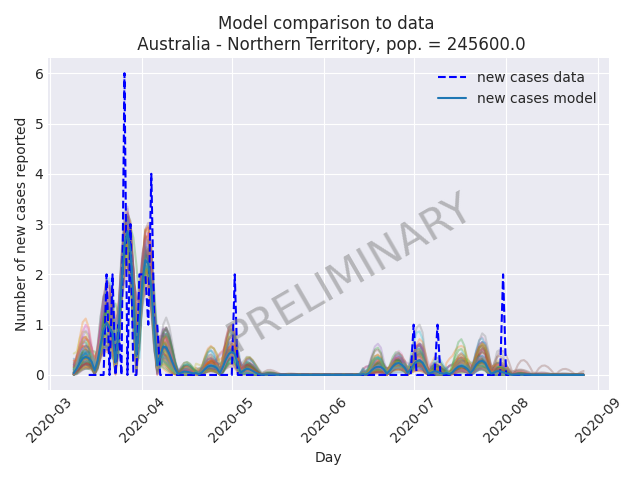 Model comparison to data
Australia - Northern Territory, pop. = 245600.0
new cases data
new cases model
Number of new cases reported
6
5
4
3
2
1
0
PRELIMINARY
2020-03
2020-04
2020-05
2020-06
2020-07
2020-08
2020-09
Day